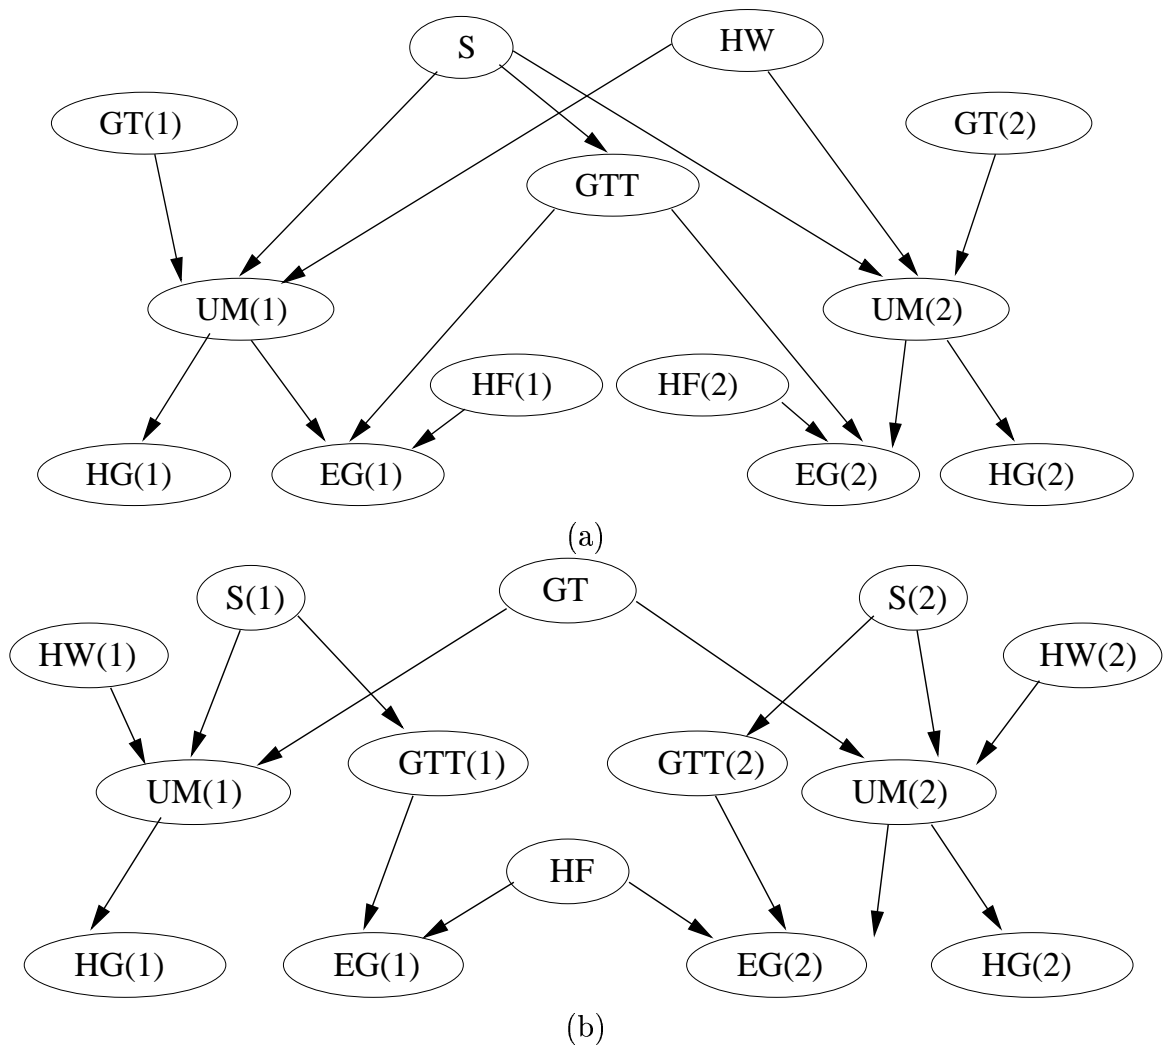 S HW
GT(1) GT(2)
GTT
UM(1) UM(2)
HF(1) HF(2)
HG(1) EG(1) EG(2) HG(2)
(a)
S(1) GT S(2)
HW(1) HW(2)
GTT(1) GTT(2)
UM(1) UM(2)
HF
HG(1) EG(1) EG(2) HG(2)
(b)